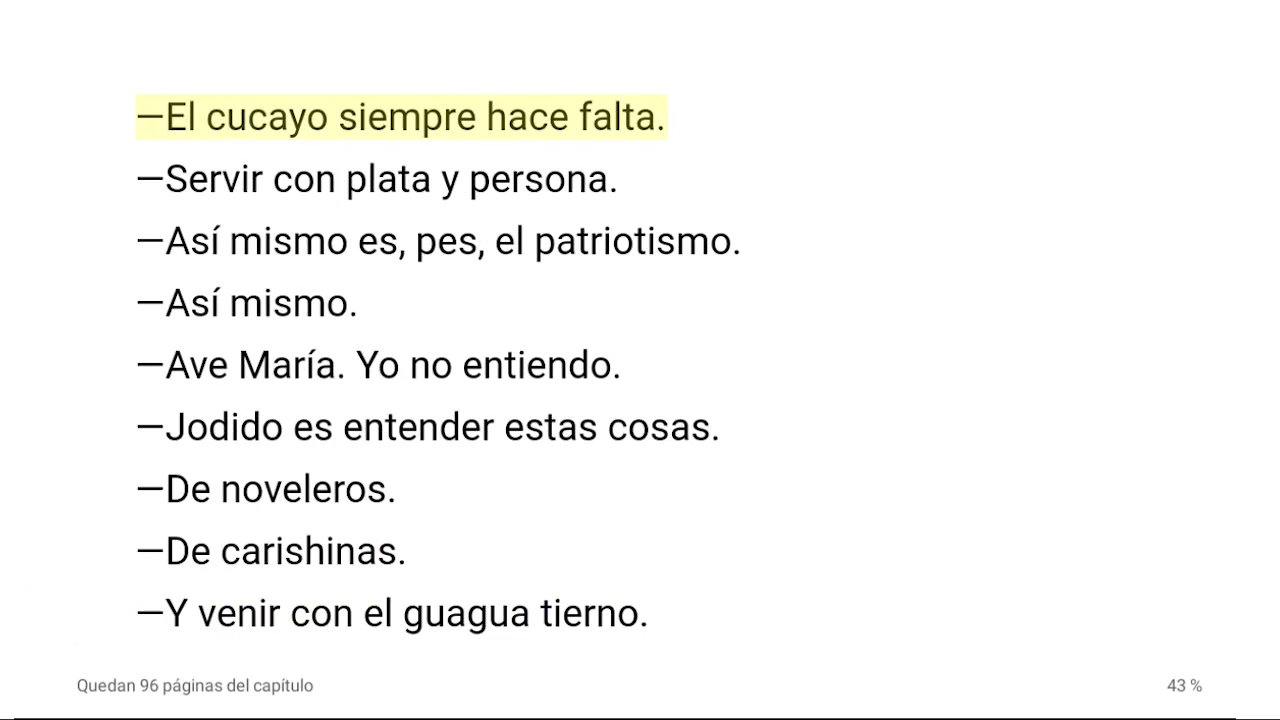 —El cucayo siempre hace falta.
—Servir con plata y persona.
—Así mismo es, pes, el patriotismo.
—Así mismo.
—Ave María. Yo no entiendo.
—Jodido es entender estas cosas.
—De noveleros.
—De carishinas.
—Y venir con el guagua tierno.
Quedan 96 páginas del capítulo
43 %